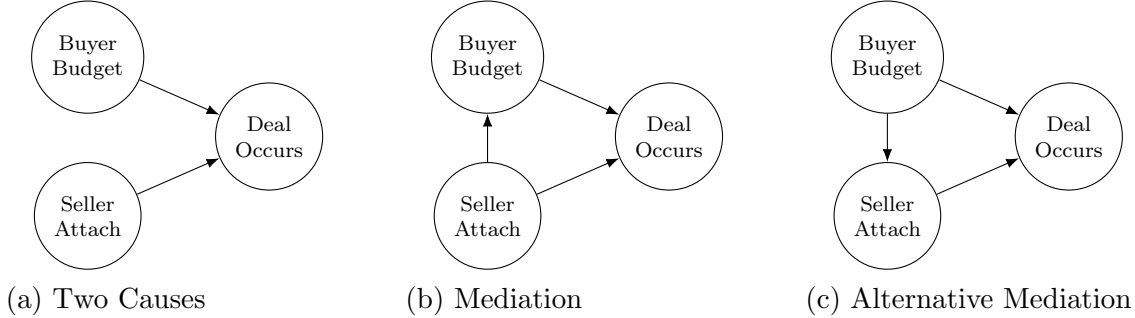 Buyer
Budget
Deal
Occurs
Seller
Attach
(a) Two Causes
Buyer
Budget
Deal
Occurs
Seller
Attach
(b) Mediation
Buyer
Budget
Deal
Occurs
Seller
Attach
(c) Alternative Mediation